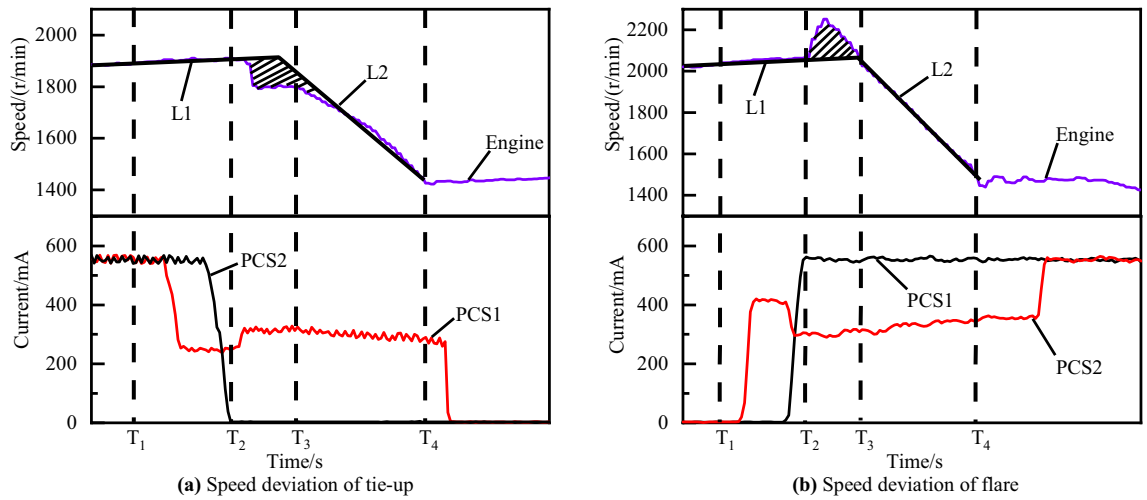 2000
1900
1800
1600
1400
Speed/(r/min)
L1
L2
Engine
600
400
200
0
Current/mA
PCS2
PCS1
T1
T2
T3
T4
Time/s
(a) Speed deviation of tie-up
2200
2000
1800
1600
1400
Speed/(r/min)
L1
L2
Engine
600
400
200
0
Current/mA
PCS1
PCS2
T1
T2
T3
T4
Time/s
(b) Speed deviation of flare